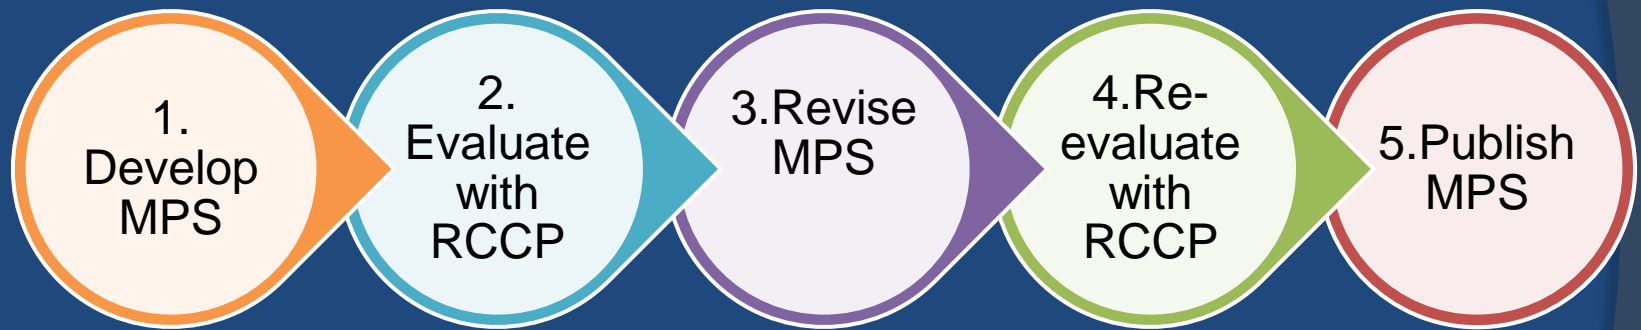 1.
Develop
MPS
2.
Evaluate
with
RCCP
3.Revise
MPS
4.Re-
evaluate
with
RCCP
5.Publish
MPS